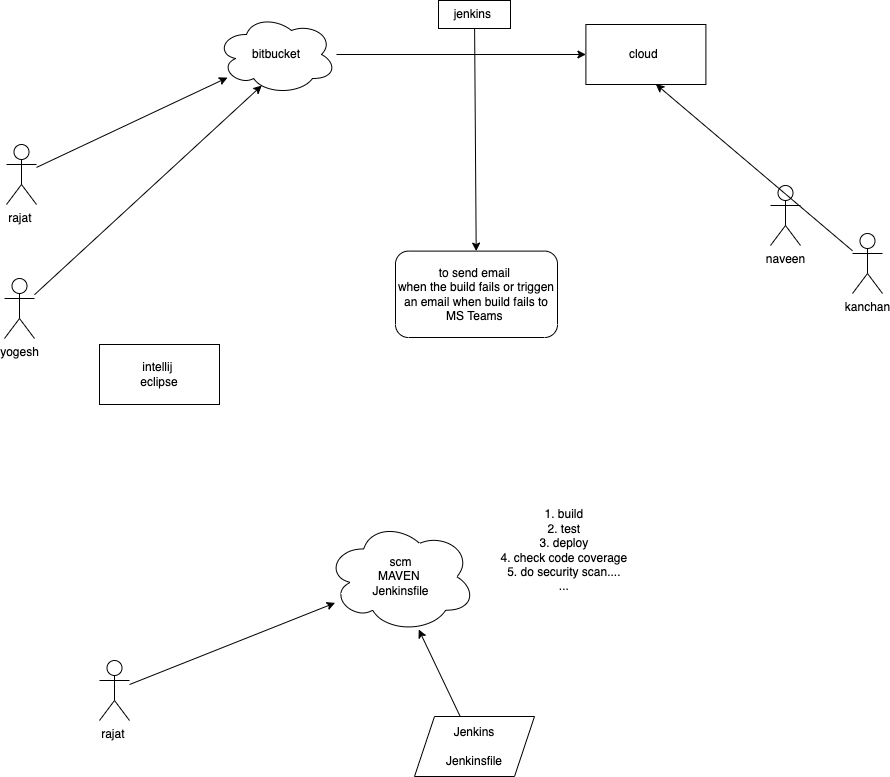 jenkins
bitbucket
cloud
rajat
naveen
kanchan
to send email
when the build fails or triggen
an email when build fails to
MS Teams
yogesh
intellij
eclipse
1. build
2. test
3. deploy
4. check code coverage
5. do security scan....
...
scm
MAVEN
Jenkinsfile
rajat
Jenkins
Jenkinsfile